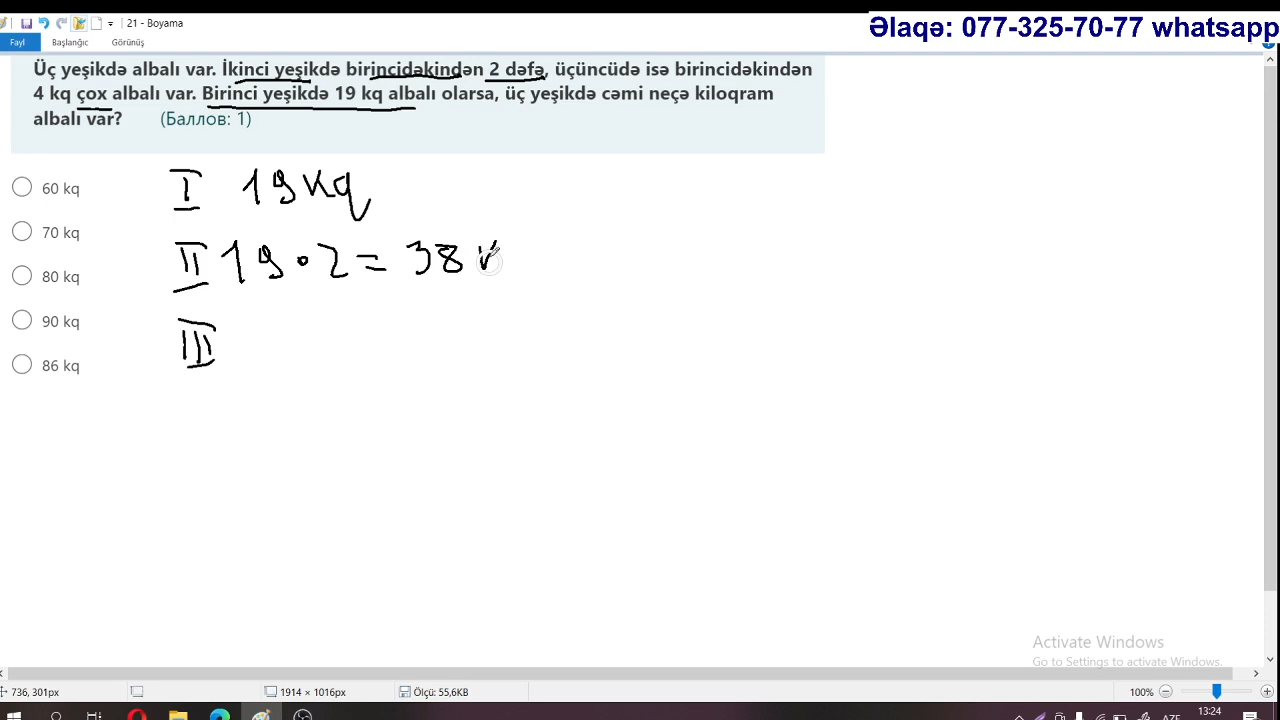 21 - Boyama
Əlaqə: 077-325-70-77 whatsapp
Fayl Başlanğıc Görünüş
Üç yeşikdə albalı var. İkinci yeşikdə birincidəkindən 2 dəfə, üçüncüdə isə birincidəkindən
4 kq çox albalı var. Birinci yeşikdə 19 kq albalı olarsa, üç yeşikdə cəmi neçə kiloqram
albalı var? (Баллов: 1)
60 kq
70 kq
80 kq
90 kq
86 kq
I 19 kq
II 19 • 2 = 38 k
III
Activate Windows
Go to Settings to activate Windows.
736, 301px 1914 × 1016px Ölçü: 55,6KB 100%
AZE 13:24